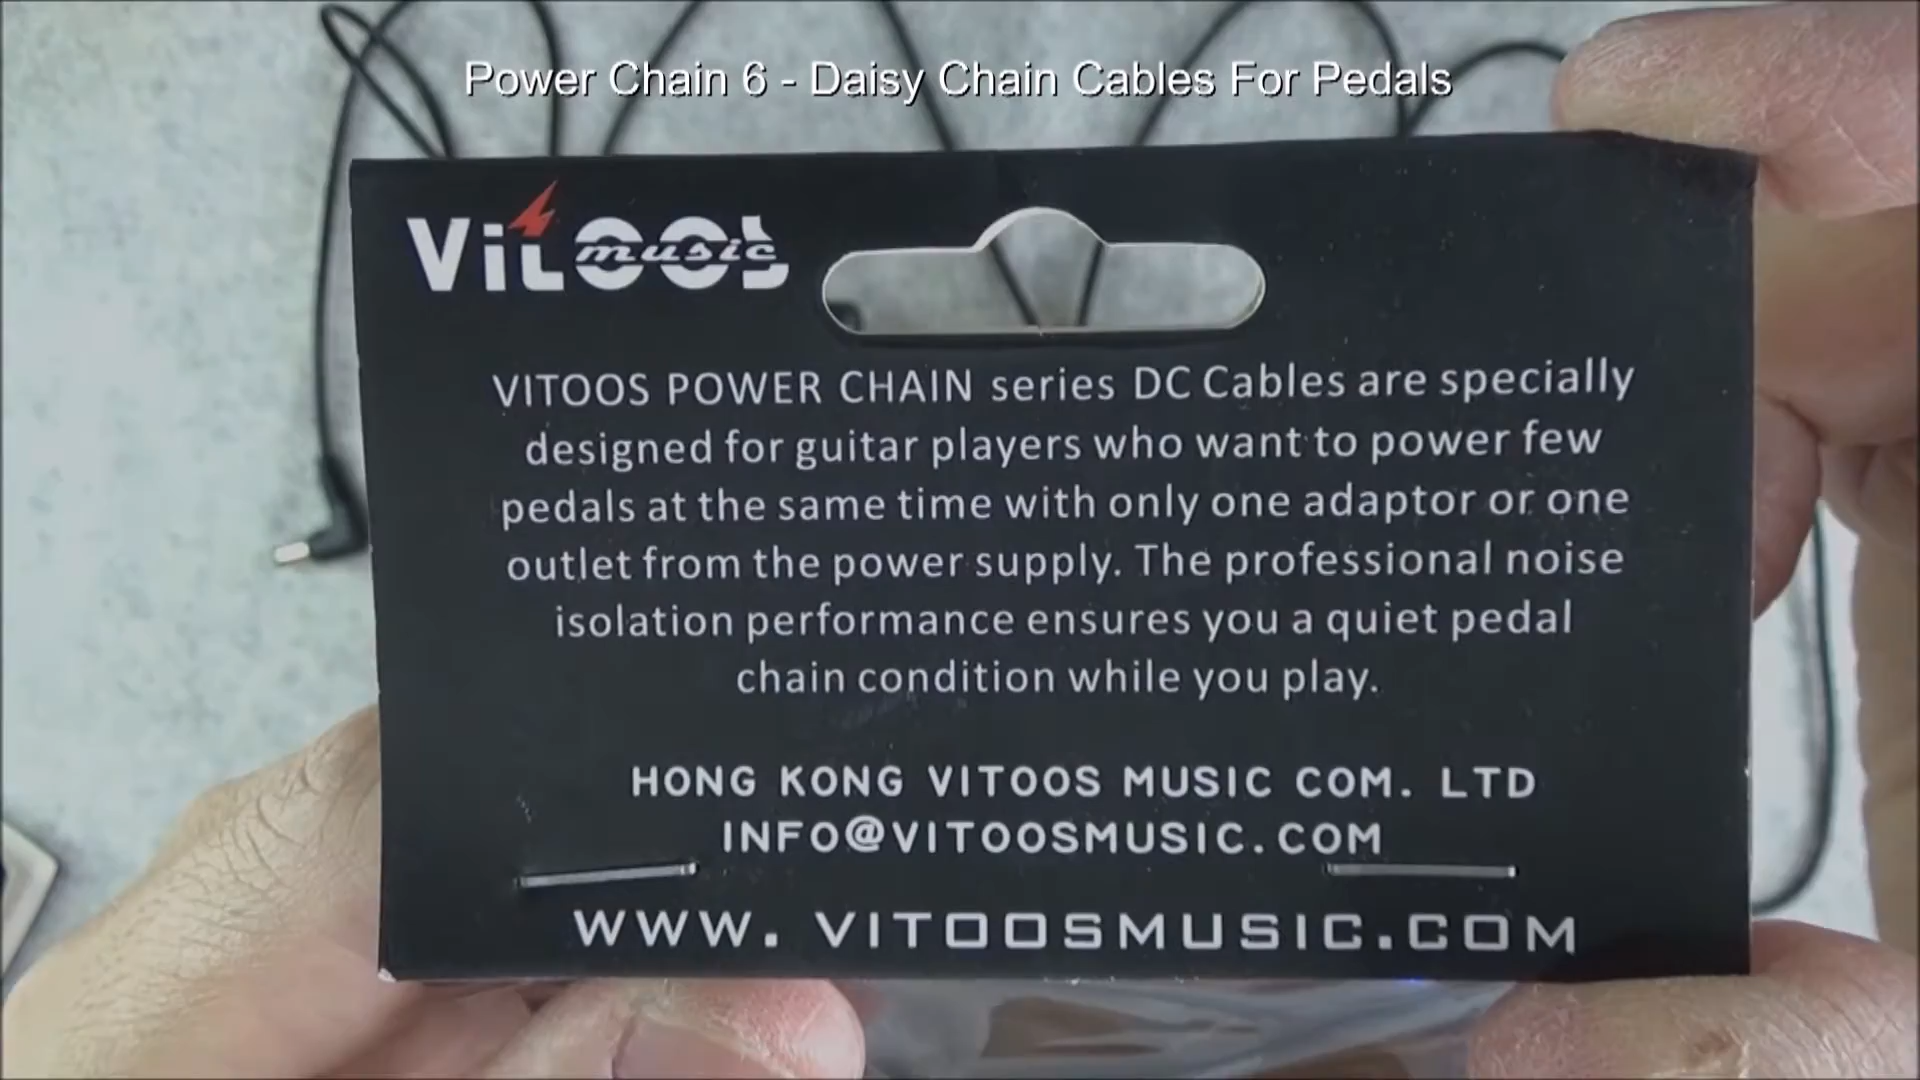 Power Chain 6 - Daisy Chain Cables For Pedals
Vitoos
music
VITOOS POWER CHAIN series DC Cables are specially
designed for guitar players who want to power few
pedals at the same time with only one adaptor or one
outlet from the power supply. The professional noise
isolation performance ensures you a quiet pedal
chain condition while you play.
HONG KONG VITOOS MUSIC COM. LTD
INFO@VITOOSMUSIC.COM
WWW. VITOOSMUSIC.COM